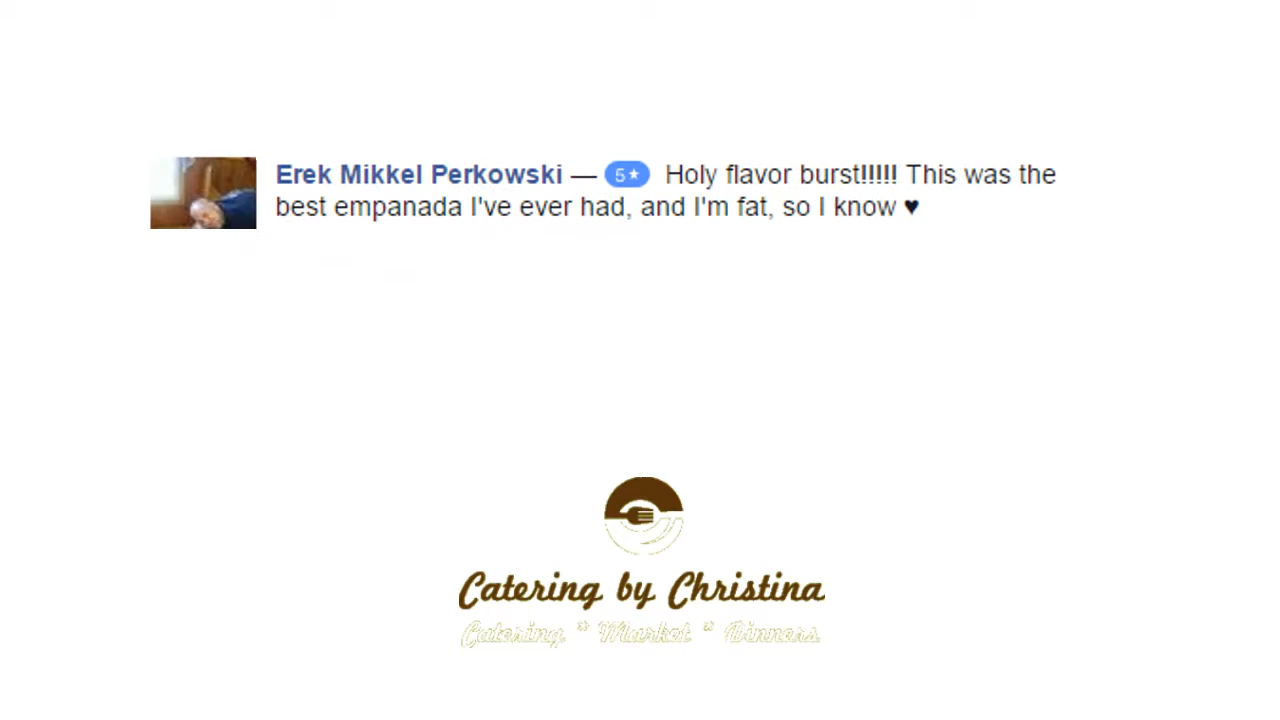 Erek Mikkel Perkowski — 5★ Holy flavor burst!!!!! This was the
best empanada I've ever had, and I'm fat, so I know ♥
Catering by Christina
Catering * Market * Dinners